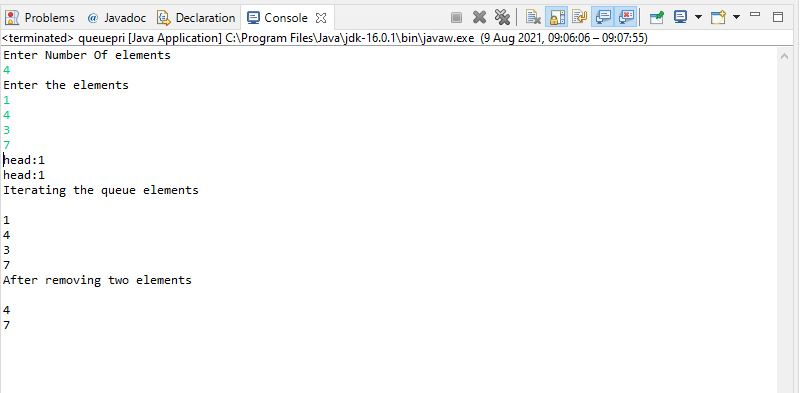 Problems @ Javadoc Declaration Console
<terminated> queuepri [Java Application] C:\Program Files\Java\jdk-16.0.1\bin\javaw.exe (9 Aug 2021, 09:06:06 – 09:07:55)
Enter Number Of elements
4
Enter the elements
1
4
3
7
head:1
head:1
Iterating the queue elements
1
4
3
7
After removing two elements
4
7